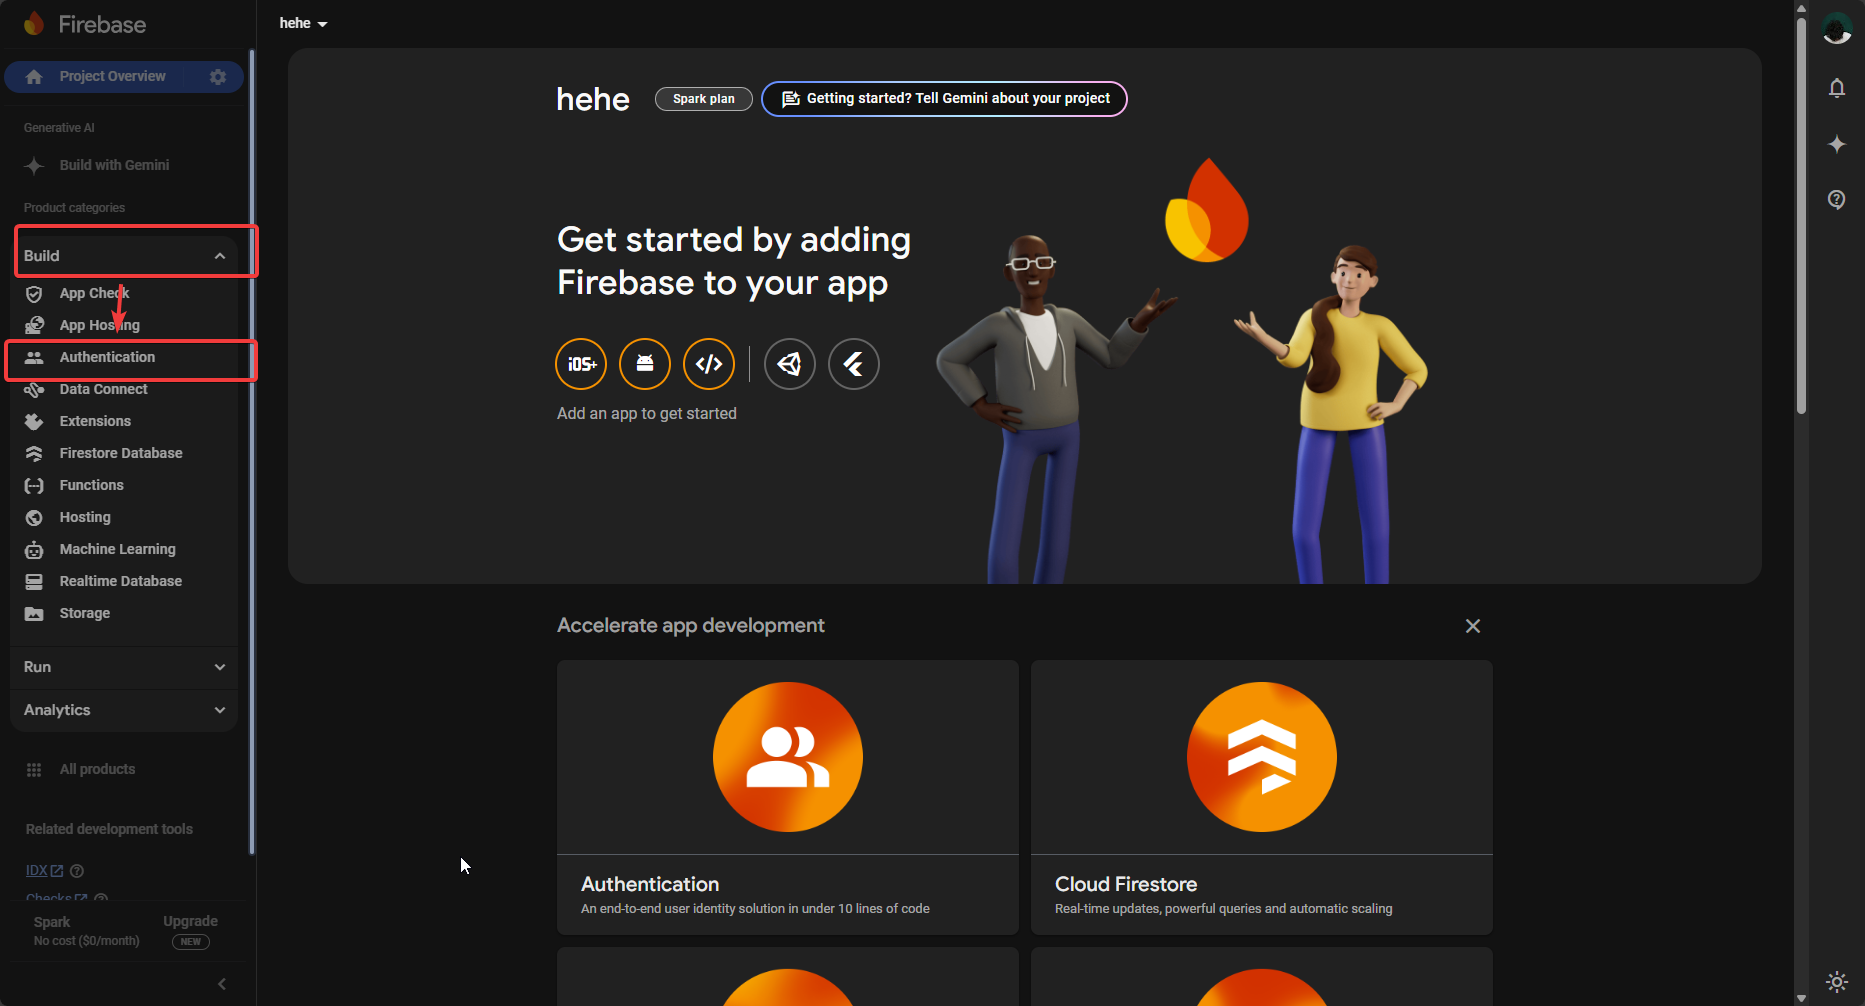 Firebase
Project Overview
Generative AI
Build with Gemini
Product categories
Build
App Check
App Hosting
Authentication
Data Connect
Extensions
Firestore Database
Functions
Hosting
Machine Learning
Realtime Database
Storage
Run
Analytics
All products
Related development tools
IDX
Checks
Spark
No cost ($0/month)
Upgrade
NEW
hehe
hehe
Spark plan
Getting started? Tell Gemini about your project
Get started by adding
Firebase to your app
iOS+
Add an app to get started
Accelerate app development
Authentication
An end-to-end user identity solution in under 10 lines of code
Cloud Firestore
Real-time updates, powerful queries and automatic scaling